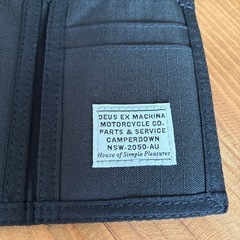 DEUS EX MACHINA
MOTORCYCLE CO.
PARTS & SERVICE
CAMPERDOWN
NSW-2050-AU
House of Simple Pleasures